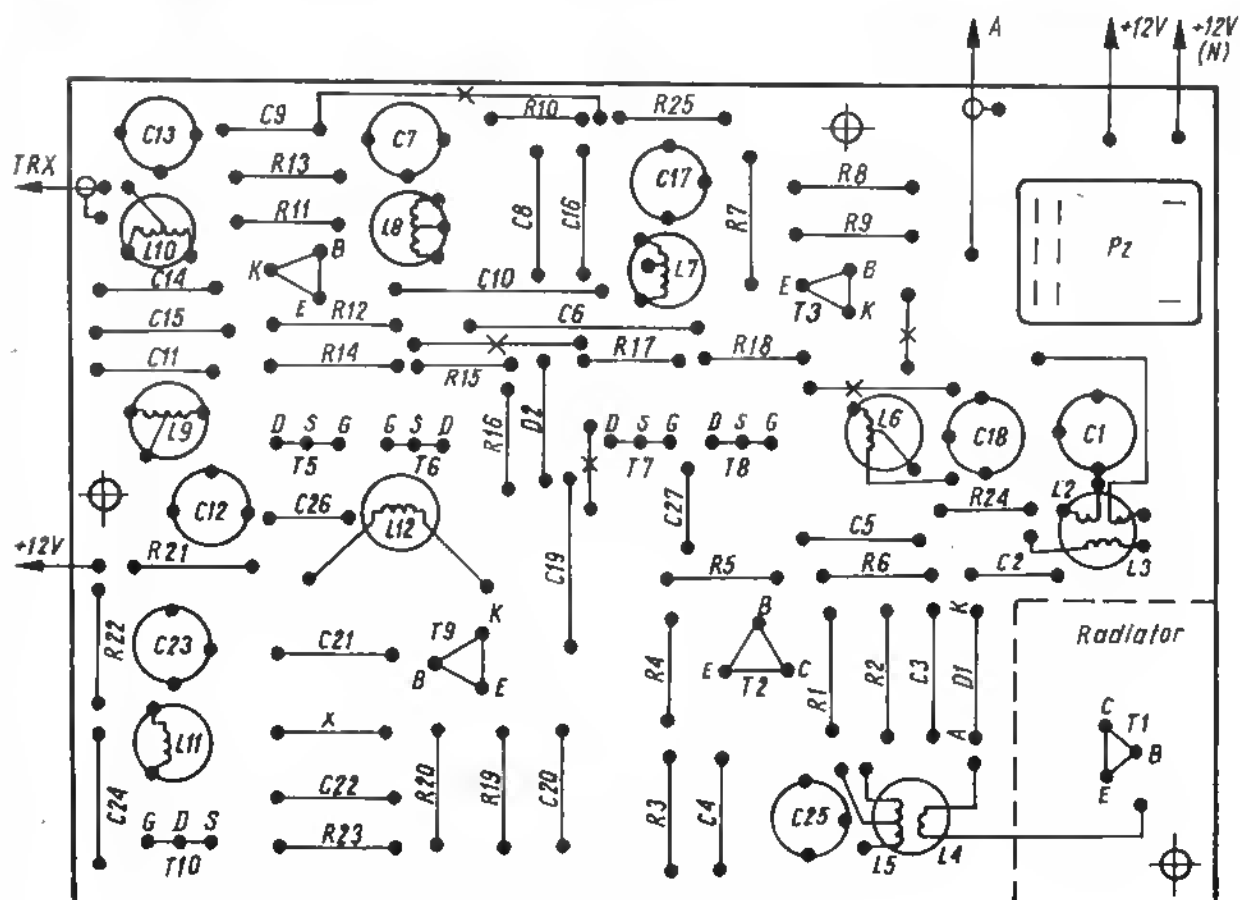 A
+12V
+12V
(N)
C13
C9
C7
R10
R25
TRX
R13
C17
R8
R11
L8
C8
C16
R7
R9
L10
B
K
E
L7
E
B
K
T3
Pz
C14
C10
R12
C6
C15
C11
R14
R15
R17
R18
L9
R16
D2
L6
C18
C1
D S G
T5
G S D
T6
D S G
T7
D S G
T8
C12
C26
L12
C27
R24
L2
L3
+12V
R21
C19
C5
R5
R6
C2
R22
C23
C21
T9
K
B
E
R4
B
E
T2
C
R1
R2
C3
K
D1
A
Radiator
C
T1
B
E
L11
x
C24
C22
R20
R19
C20
R3
C4
C25
L5
L4
G D S
T10
R23